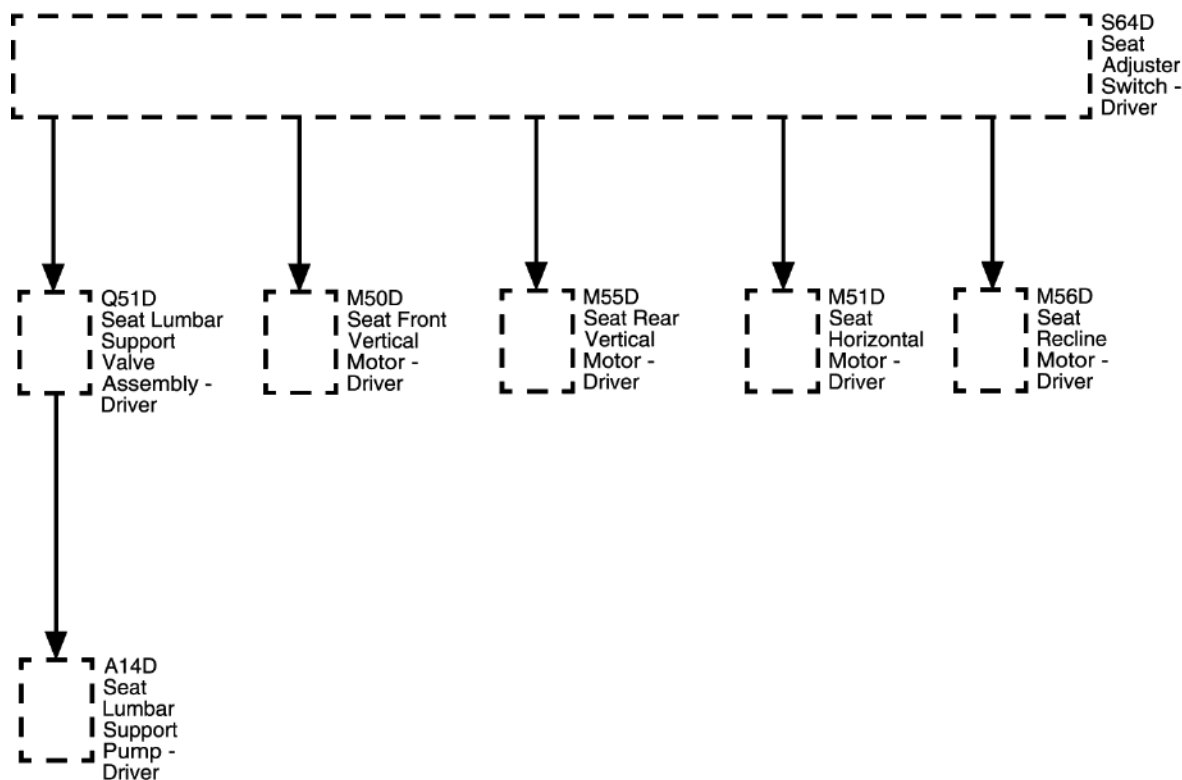 S64D
Seat
Adjuster
Switch -
Driver
Q51D
Seat Lumbar
Support
Valve
Assembly -
Driver
M50D
Seat Front
Vertical
Motor -
Driver
M55D
Seat Rear
Vertical
Motor -
Driver
M51D
Seat
Horizontal
Motor -
Driver
M56D
Seat
Recline
Motor -
Driver
A14D
Seat
Lumbar
Support
Pump -
Driver